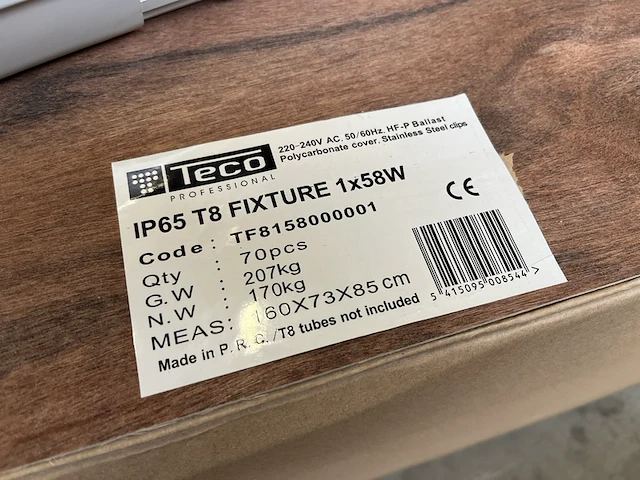 Teco
PROFESSIONAL
220-240V AC, 50/60Hz, HF-P Ballast
Polycarbonate cover, Stainless Steel clips
IP65 T8 FIXTURE 1x58W
CE
Code : TF8158000001
Qty : 70pcs
G.W : 207kg
N.W : 170kg
MEAS: 160X73X85 cm
Made in P. R. C. /T8 tubes not included
5 415095 008544 >